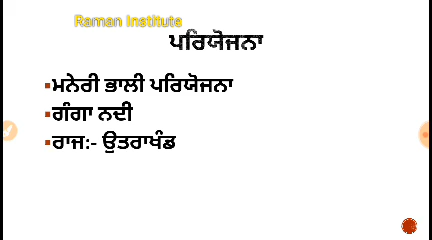 Raman Institute
ਪਰਿਯੋਜਨਾ
▪ਮਨੇਰੀ ਭਾਲੀ ਪਰਿਯੋਜਨਾ
▪ਗੰਗਾ ਨਦੀ
▪ਰਾਜ:- ਉਤਰਾਖੰਡ